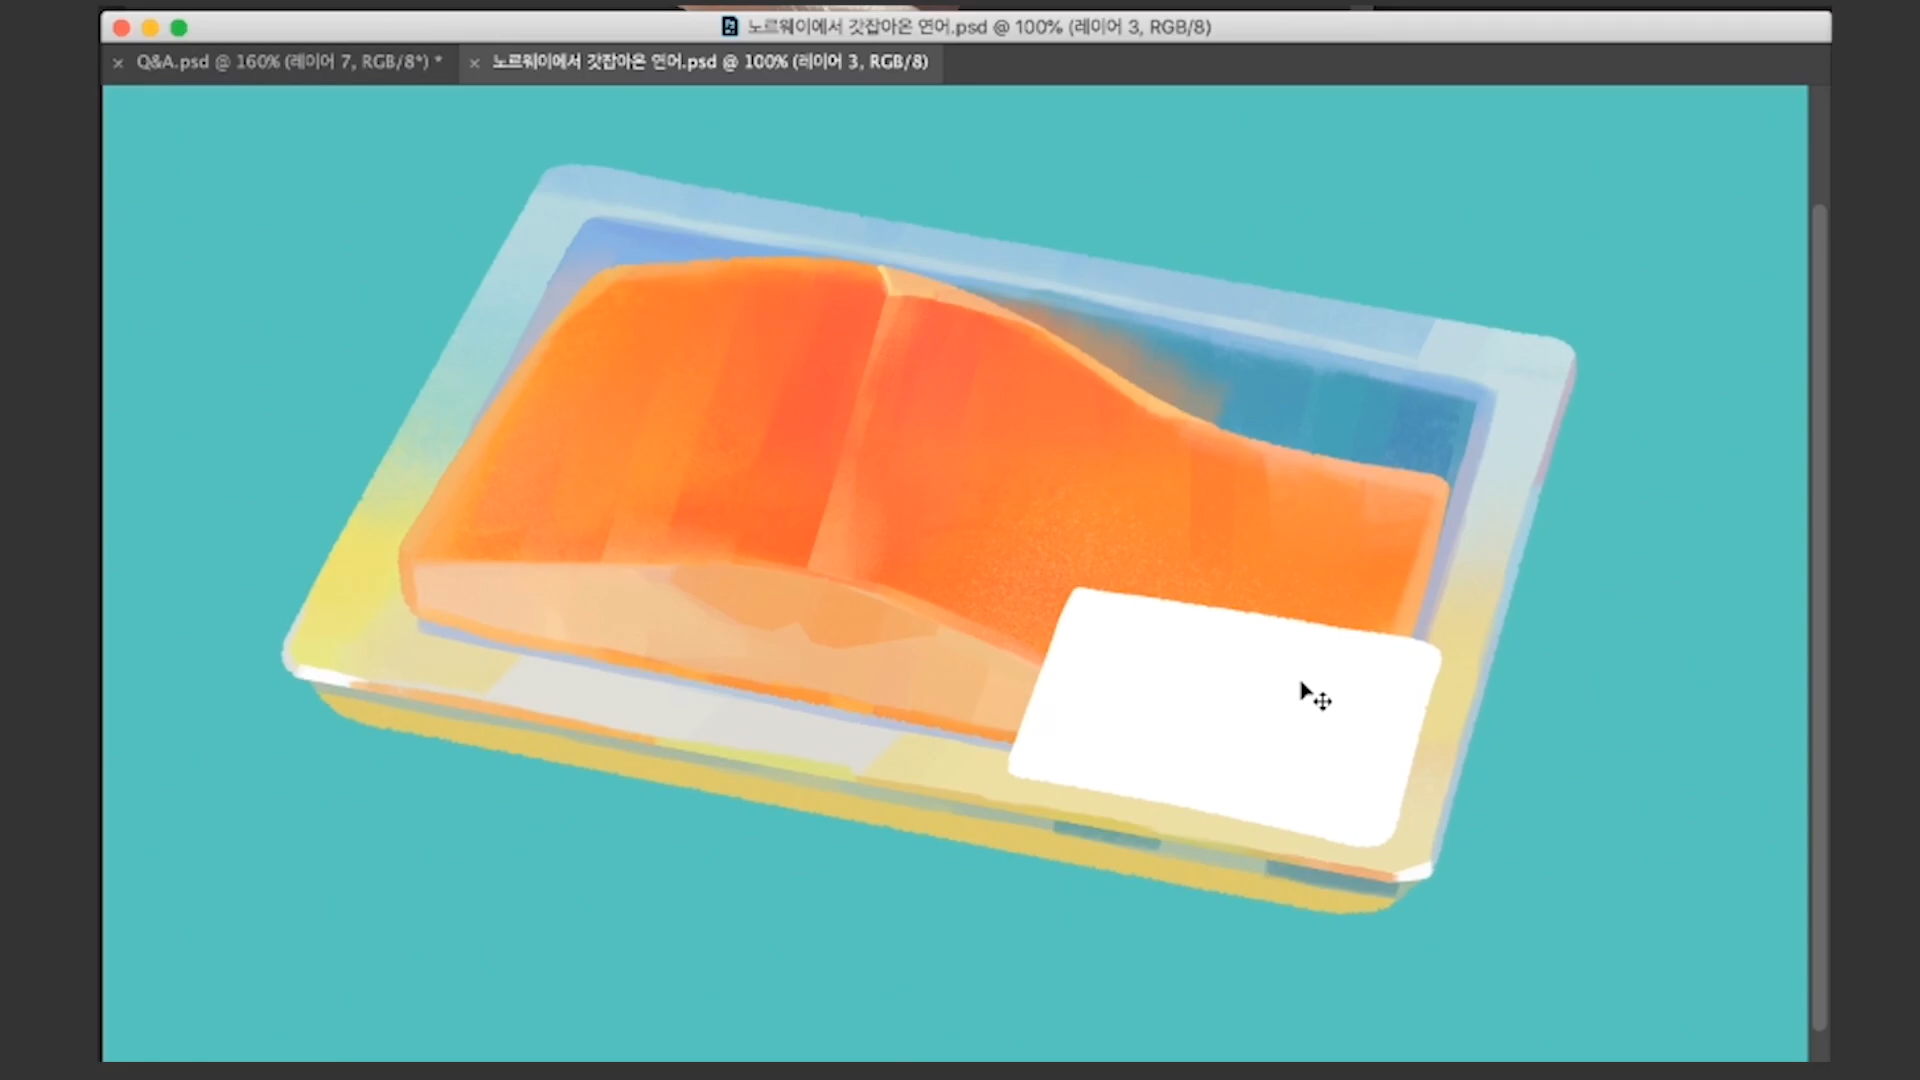 노르웨이에서 갓잡아온 연어.psd @ 100% (레이어 3, RGB/8)
× Q&A.psd @ 160% (레이어 7, RGB/8*) *
× 노르웨이에서 갓잡아온 연어.psd @ 100% (레이어 3, RGB/8)